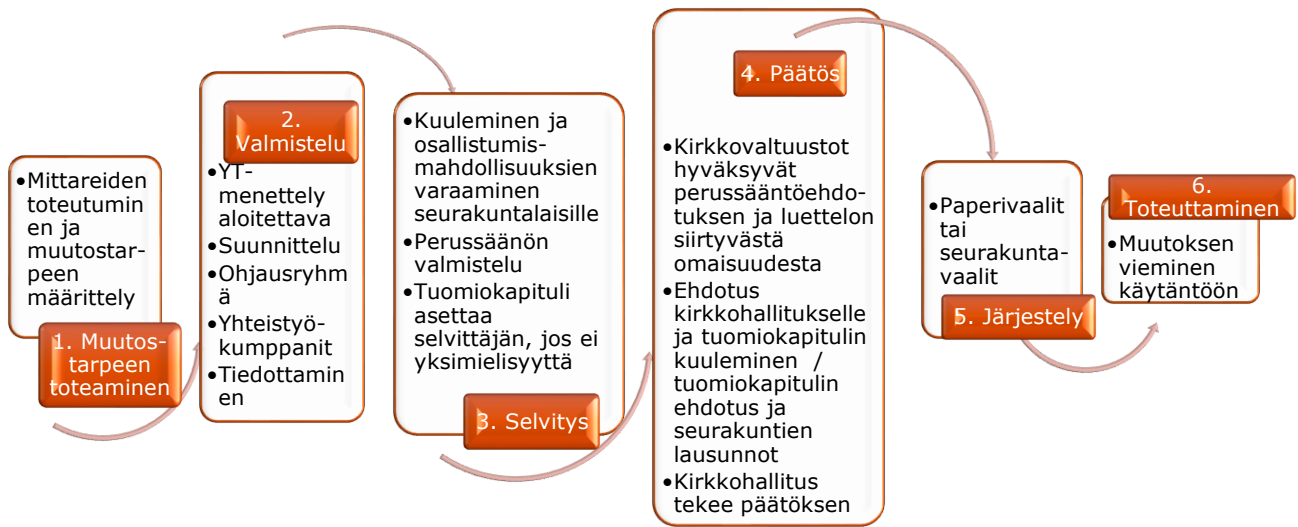 •Mittareiden
toteutumin
en ja
muutostar-
peen
määrittely
1. Muutos-
tarpeen
toteaminen
2.
Valmistelu
•YT-
menettely
aloitettava
•Suunnittelu
•Ohjausryhm
ä
•Yhteistyö-
kumppanit
•Tiedottamin
en
•Kuuleminen ja
osallistumis-
mahdollisuuksien
varaaminen
seurakuntalaisille
•Perussäänön
valmistelu
•Tuomiokapituli
asettaa
selvittäjän, jos ei
yksimielisyyttä
3. Selvitys
4. Päätös
•Kirkkovaltuustot
hyväksyvät
perussääntöehdo-
tuksen ja luettelon
siirtyvästä
omaisuudesta
•Ehdotus
kirkkohallitukselle
ja tuomiokapitulin
kuuleminen /
tuomiokapitulin
ehdotus ja
seurakuntien
lausunnot
•Kirkkohallitus
tekee päätöksen
•Paperivaalit
tai
seurakunta-
vaalit
5. Järjestely
6.
Toteuttaminen
•Muutoksen
vieminen
käytäntöön